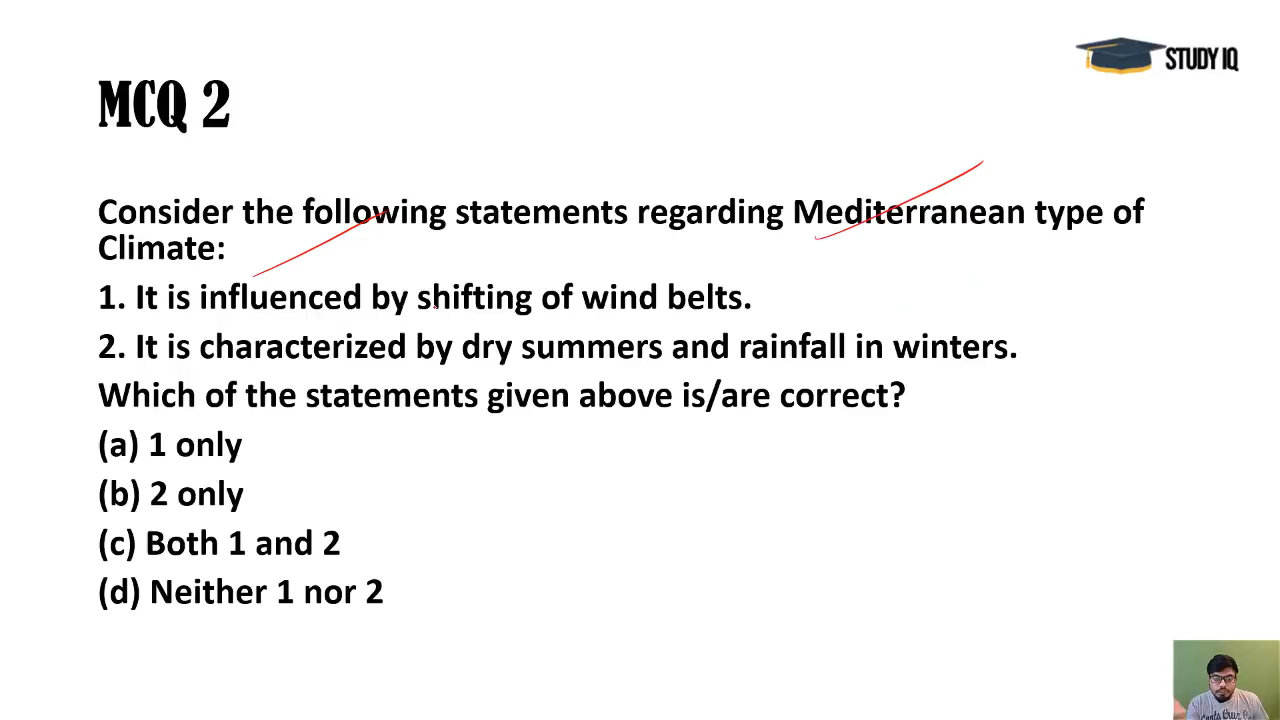 STUDY IQ
MCQ 2
Consider the following statements regarding Mediterranean type of
Climate:
1. It is influenced by shifting of wind belts.
2. It is characterized by dry summers and rainfall in winters.
Which of the statements given above is/are correct?
(a) 1 only
(b) 2 only
(c) Both 1 and 2
(d) Neither 1 nor 2